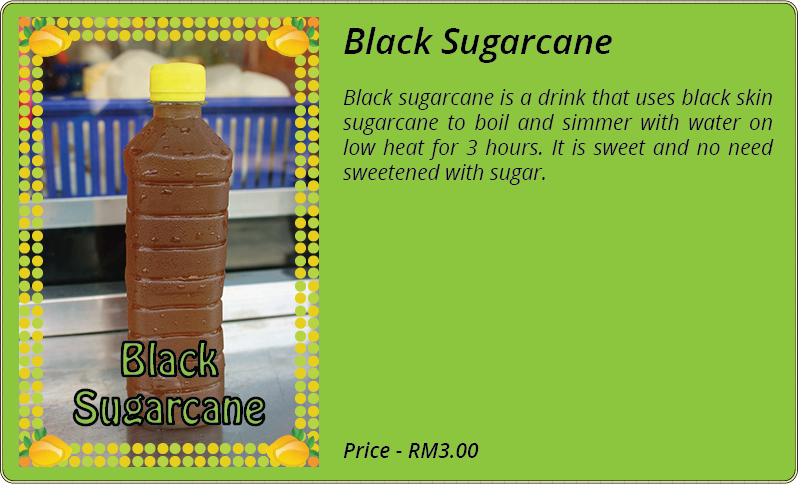 Black Sugarcane
Black sugarcane is a drink that uses black skin
sugarcane to boil and simmer with water on
low heat for 3 hours. It is sweet and no need
sweetened with sugar.
Black
Sugarcane
Price - RM3.00